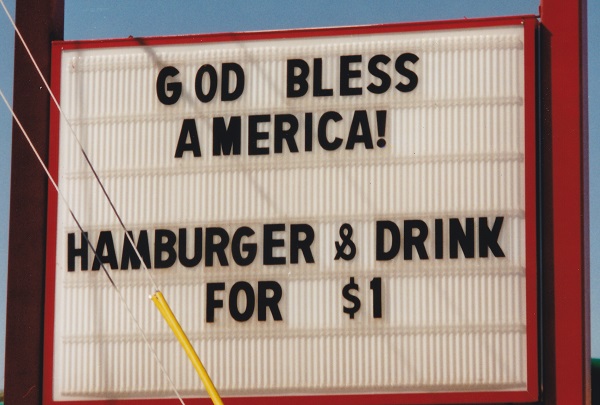 GOD BLESS
AMERICA!
HAMBURGER & DRINK
FOR $1